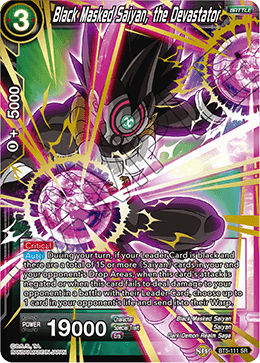 BATTLE
3
Black Masked Saiyan, the Devastator
0 + 5000
Critical
Auto During your turn, if your Leader Card is black and
there are a total of 15 or more "Saiyan" cards in your and
your opponent's Drop Areas, when this card's attack is
negated or when this card fails to deal damage to your
opponent in a battle with their Leader Card, choose up to
1 card in your opponent's life and send it to their Warp.
POWER
19000
Character
Black Masked Saiyan
Special Trait
Saiyan
Era
Dark Demon Realm Saga
BT5-111 SR